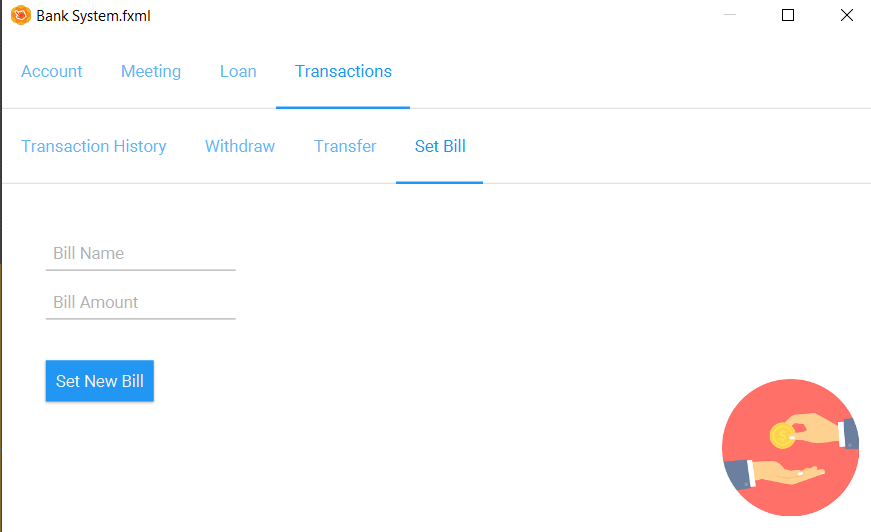 Bank System.fxml
Account Meeting Loan Transactions
Transaction History Withdraw Transfer Set Bill
Bill Name
Bill Amount
Set New Bill
$